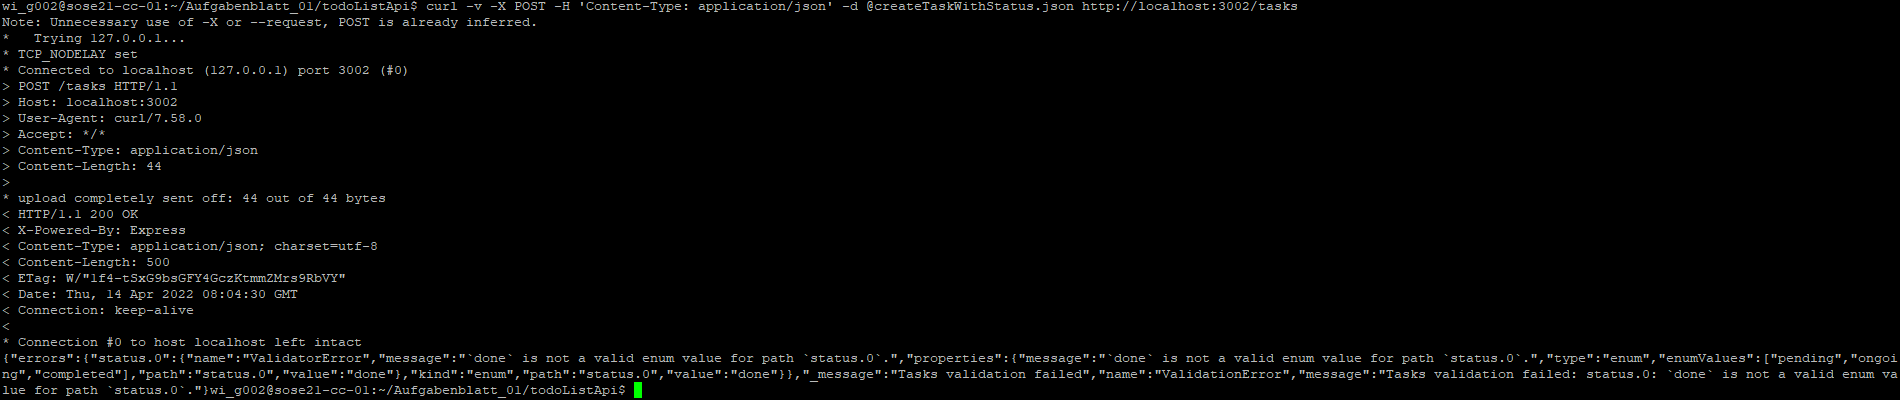 wi_g002@sose21-cc-01:~/Aufgabenblatt_01/todoListApi$ curl -v -X POST -H 'Content-Type: application/json' -d @createTaskWithStatus.json http://localhost:3002/tasks
Note: Unnecessary use of -X or --request, POST is already inferred.
*   Trying 127.0.0.1...
* TCP_NODELAY set
* Connected to localhost (127.0.0.1) port 3002 (#0)
> POST /tasks HTTP/1.1
> Host: localhost:3002
> User-Agent: curl/7.58.0
> Accept: */*
> Content-Type: application/json
> Content-Length: 44
>
* upload completely sent off: 44 out of 44 bytes
< HTTP/1.1 200 OK
< X-Powered-By: Express
< Content-Type: application/json; charset=utf-8
< Content-Length: 500
< ETag: W/"1f4-tSxG9bsGFY4GczKtmmZMrs9RbVY"
< Date: Thu, 14 Apr 2022 08:04:30 GMT
< Connection: keep-alive
<
* Connection #0 to host localhost left intact
{"errors":{"status.0":{"name":"ValidatorError","message":"`done` is not a valid enum value for path `status.0`.","properties":{"message":"`done` is not a valid enum value for path `status.0`.","type":"enum","enumValues":["pending","ongoi
ng","completed"],"path":"status.0","value":"done"},"kind":"enum","path":"status.0","value":"done"}},"_message":"Tasks validation failed","name":"ValidationError","message":"Tasks validation failed: status.0: `done` is not a valid enum va
lue for path `status.0`."}wi_g002@sose21-cc-01:~/Aufgabenblatt_01/todoListApi$